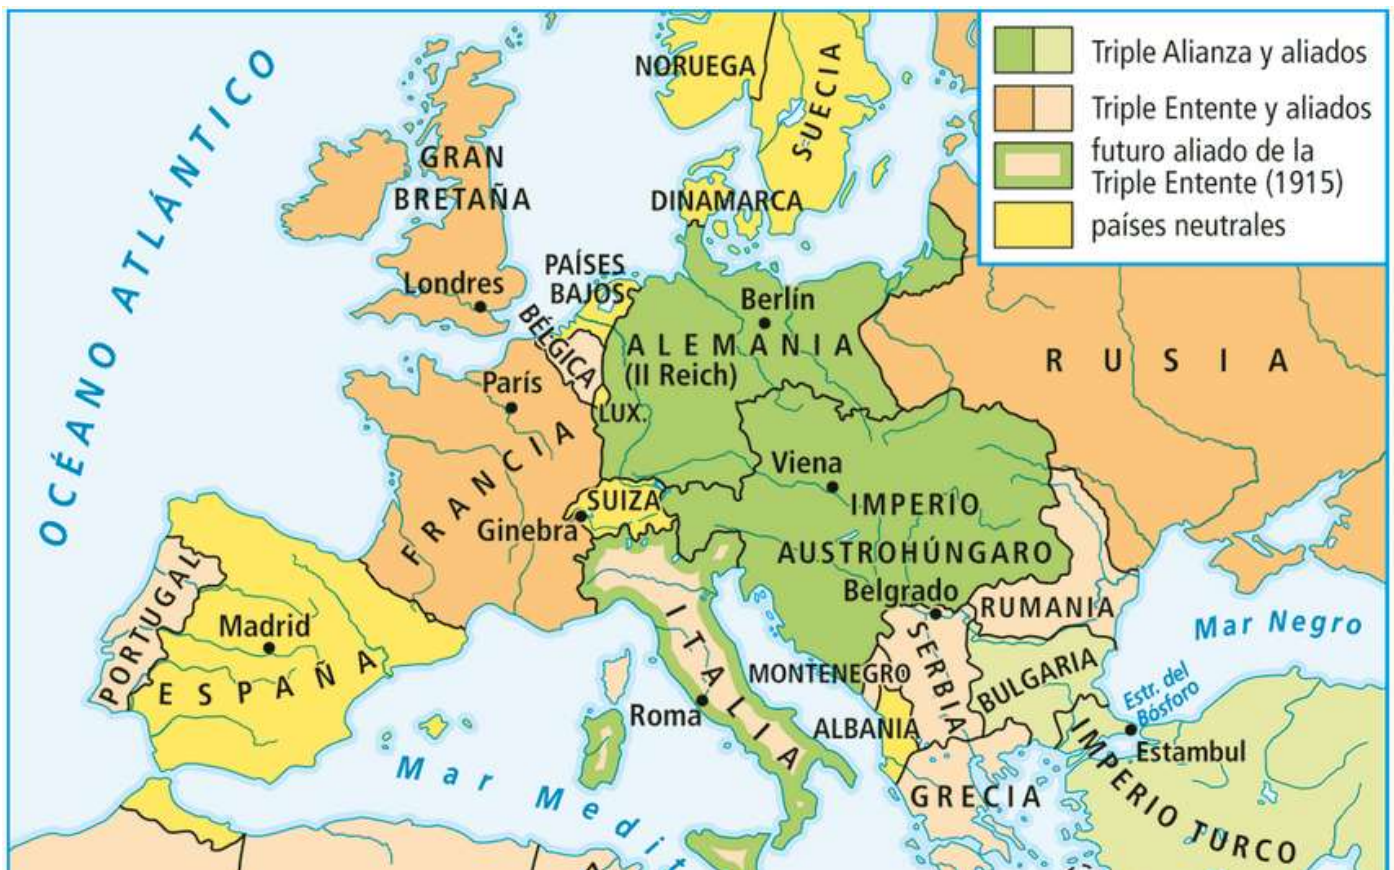 Triple Alianza y aliados
Triple Entente y aliados
futuro aliado de la
Triple Entente (1915)
países neutrales
OCÉANO ATLÁNTICO
NORUEGA
SUECIA
GRAN
BRETAÑA
DINAMARCA
Londres
PAÍSES
BAJOS
BÉLGICA
LUX.
Berlín
ALEMANIA
(II Reich)
RUSIA
París
FRANCIA
Viena
IMPERIO
AUSTROHÚNGARO
SUIZA
Ginebra
Belgrado
RUMANIA
Mar Negro
PORTUGAL
Madrid
ESPAÑA
ITALIA
Roma
MONTENEGRO
SERBIA
BULGARIA
ALBANIA
Estr. del
Bósforo
Estambul
IMPERIO TURCO
GRECIA
Mar Medit